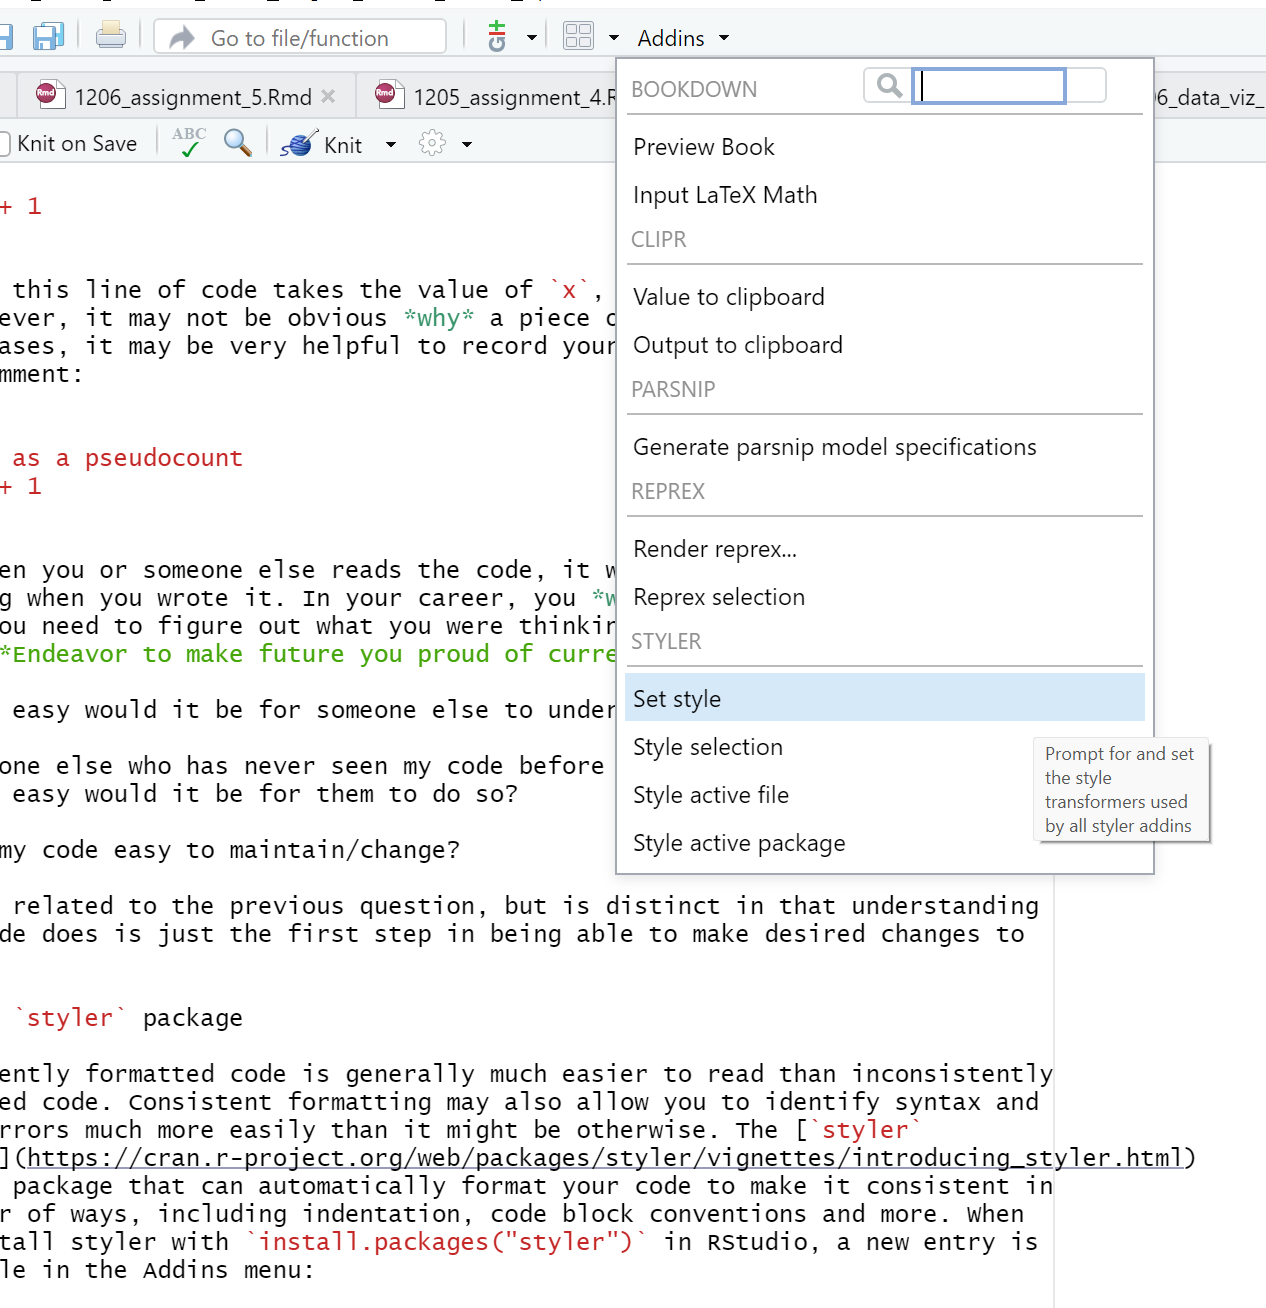 Go to file/function
Addins
1206_assignment_5.Rmd
1205_assignment_4.R
6_data_viz_
Knit on Save
ABC
Knit
BOOKDOWN
Preview Book
Input LaTeX Math
CLIPR
Value to clipboard
Output to clipboard
PARSNIP
Generate parsnip model specifications
REPREX
Render reprex...
Reprex selection
STYLER
Set style
Style selection
Style active file
Style active package
Prompt for and set
the style
transformers used
by all styler addins
+ 1
this line of code takes the value of `x`,
ever, it may not be obvious *why* a piece
ases, it may be very helpful to record your
mment:
as a pseudocount
+ 1
en you or someone else reads the code, it
g when you wrote it. In your career, you *w
ou need to figure out what you were thinkin
*Endeavor to make future you proud of curre
easy would it be for someone else to under
one else who has never seen my code before
easy would it be for them to do so?
my code easy to maintain/change?
related to the previous question, but is distinct in that understanding
de does is just the first step in being able to make desired changes to
`styler` package
ently formatted code is generally much easier to read than inconsistently
ed code. Consistent formatting may also allow you to identify syntax and
rrors much more easily than it might be otherwise. The [`styler`
](https://cran.r-project.org/web/packages/styler/vignettes/introducing_styler.html)
package that can automatically format your code to make it consistent in
r of ways, including indentation, code block conventions and more. When
tall styler with `install.packages("styler")` in RStudio, a new entry is
le in the Addins menu: